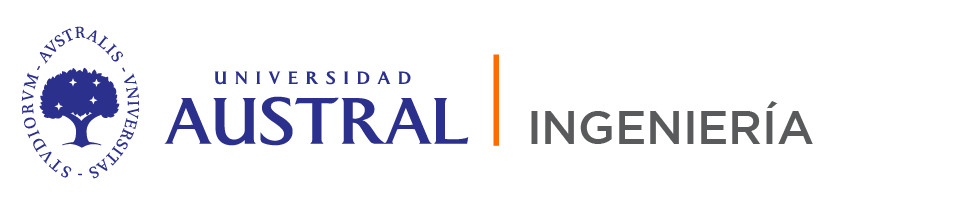 STVDIORVM - AVSTRALIS - VNIVERSITAS -
UNIVERSIDAD
AUSTRAL
INGENIERÍA